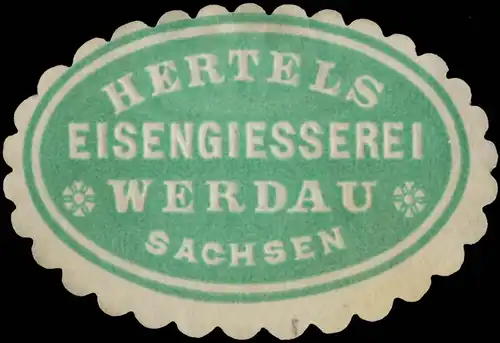 HERTELS
EISENGIESSEREI
WERDAU
SACHSEN